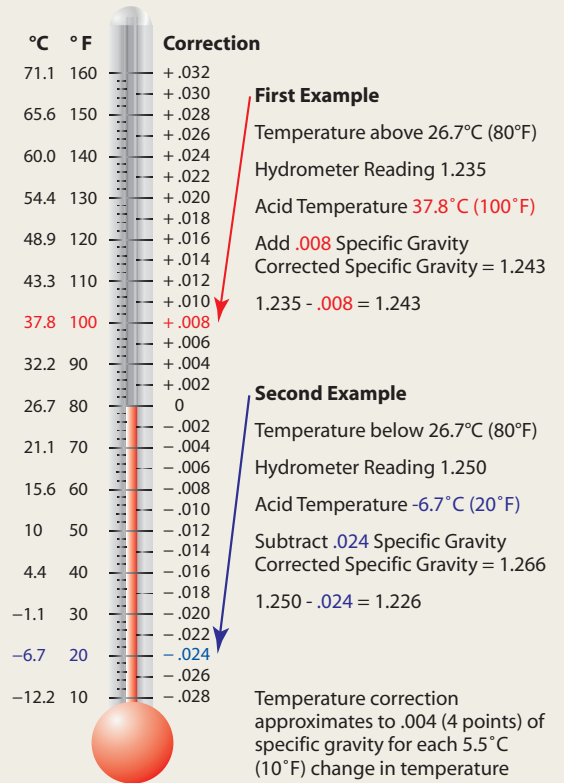 °C ° F Correction
71.1 160 + .032
+ .030
65.6 150 + .028
+ .026
60.0 140 + .024
+ .022
54.4 130 + .020
+ .018
48.9 120 + .016
+ .014
43.3 110 + .012
+ .010
37.8 100 + .008
+ .006
32.2 90 + .004
+ .002
26.7 80 0
– .002
21.1 70 – .004
– .006
15.6 60 – .008
– .010
10 50 – .012
– .014
4.4 40 – .016
– .018
–1.1 30 – .020
– .022
–6.7 20 – .024
– .026
–12.2 10 – .028
First Example
Temperature above 26.7°C (80°F)
Hydrometer Reading 1.235
Acid Temperature 37.8˚C (100˚F)
Add .008 Specific Gravity
Corrected Specific Gravity = 1.243
1.235 - .008 = 1.243
Second Example
Temperature below 26.7°C (80°F)
Hydrometer Reading 1.250
Acid Temperature -6.7˚C (20˚F)
Subtract .024 Specific Gravity
Corrected Specific Gravity = 1.266
1.250 - .024 = 1.226
Temperature correction
approximates to .004 (4 points) of
specific gravity for each 5.5˚C
(10˚F) change in temperature